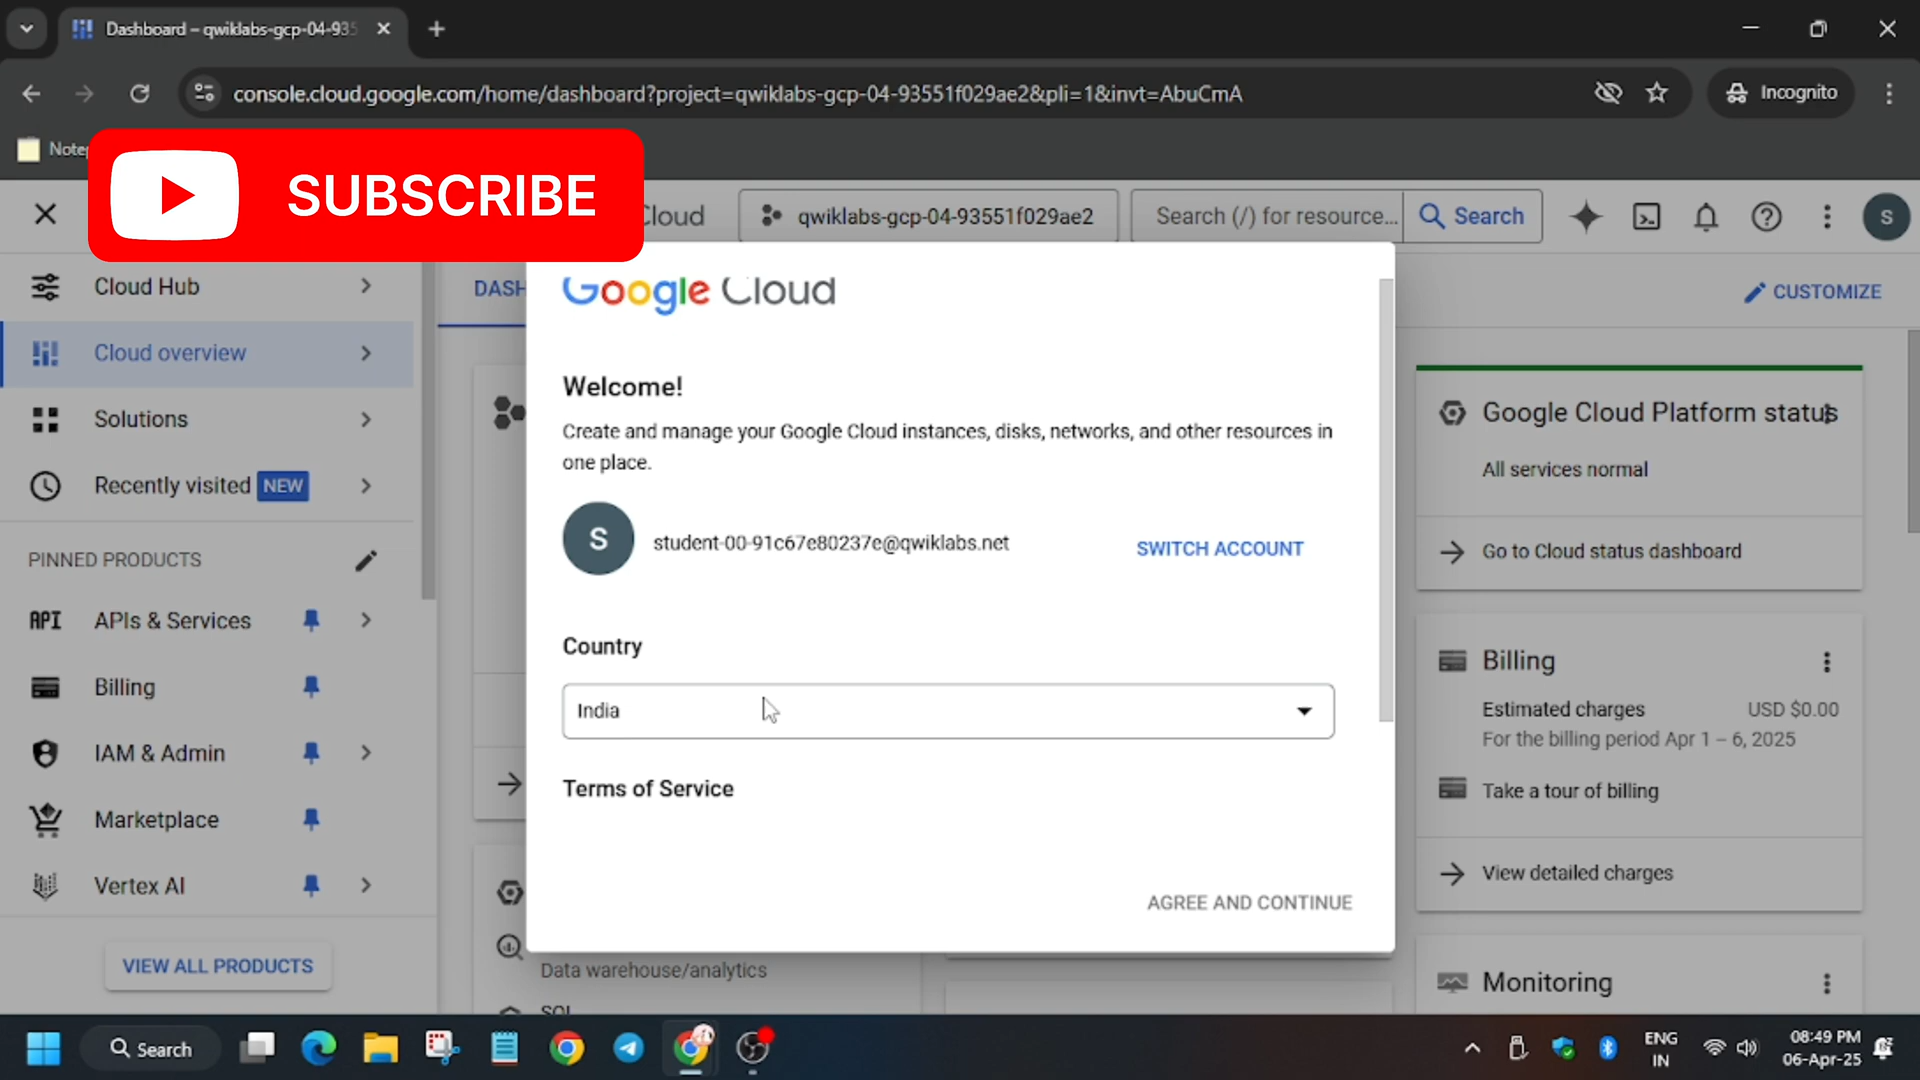 Dashboard – qwiklabs-gcp-04-935
console.cloud.google.com/home/dashboard?project=qwiklabs-gcp-04-93551f029ae2&pli=1&invt=AbuCmA
Incognito
SUBSCRIBE
Cloud
qwiklabs-gcp-04-93551f029ae2
Search (/) for resource...
Search
S
Cloud Hub
Cloud overview
Solutions
Recently visited NEW
PINNED PRODUCTS
API APIs & Services
Billing
IAM & Admin
Marketplace
Vertex AI
VIEW ALL PRODUCTS
CUSTOMIZE
Google Cloud
Welcome!
Create and manage your Google Cloud instances, disks, networks, and other resources in
one place.
S
student-00-91c67e80237e@qwiklabs.net
SWITCH ACCOUNT
Country
India
Terms of Service
AGREE AND CONTINUE
Data warehouse/analytics
SQL
Google Cloud Platform status
All services normal
Go to Cloud status dashboard
Billing
Estimated charges USD $0.00
For the billing period Apr 1 – 6, 2025
Take a tour of billing
View detailed charges
Monitoring
Search
ENG
IN
08:49 PM
06-Apr-25